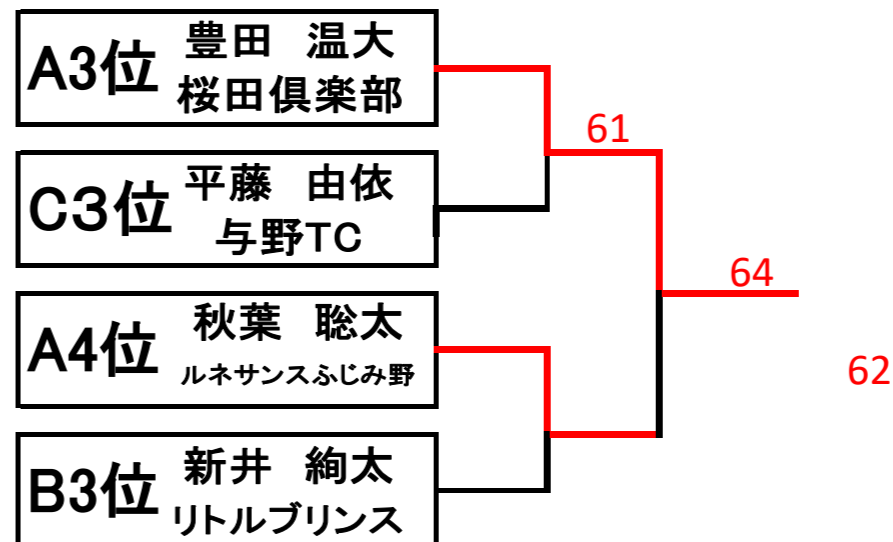 A3位 豊田 温大
桜田倶楽部
61
C3位 平藤 由依
与野TC
64
A4位 秋葉 聡太
ルネサンスふじみ野
62
B3位 新井 絢太
リトルプリンス